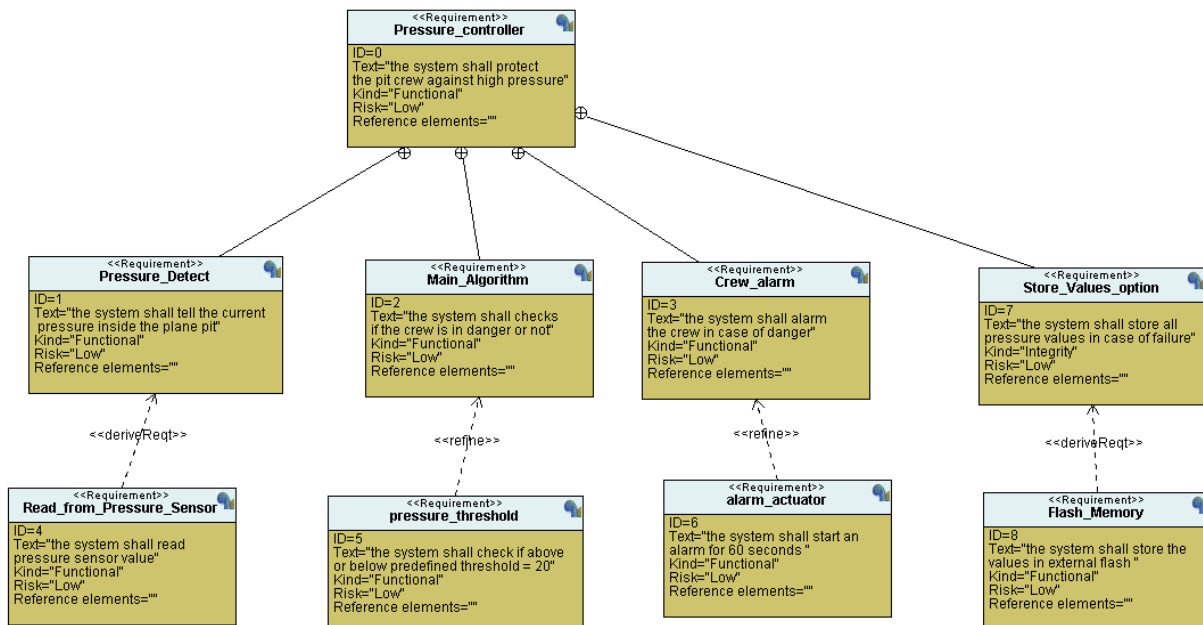 <<Requirement>>
Pressure_controller
ID=0
Text="the system shall protect
the pit crew against high pressure"
Kind="Functional"
Risk="Low"
Reference elements=""
<<Requirement>>
Pressure_Detect
ID=1
Text="the system shall tell the current
pressure inside the plane pit"
Kind="Functional"
Risk="Low"
Reference elements=""
<<Requirement>>
Main_Algorithm
ID=2
Text="the system shall checks
if the crew is in danger or not"
Kind="Functional"
Risk="Low"
Reference elements=""
<<Requirement>>
Crew_alarm
ID=3
Text="the system shall alarm
the crew in case of danger"
Kind="Functional"
Risk="Low"
Reference elements=""
<<Requirement>>
Store_Values_option
ID=7
Text="the system shall store all
pressure values in case of failure"
Kind="Integrity"
Risk="Low"
Reference elements=""
<<deriveReqt>>
<<refine>>
<<refine>>
<<deriveReqt>>
<<Requirement>>
Read_from_Pressure_Sensor
ID=4
Text="the system shall read
pressure sensor value"
Kind="Functional"
Risk="Low"
Reference elements=""
<<Requirement>>
pressure_threshold
ID=5
Text="the system shall check if above
or below predefined threshold = 20"
Kind="Functional"
Risk="Low"
Reference elements=""
<<Requirement>>
alarm_actuator
ID=6
Text="the system shall start an
alarm for 60 seconds "
Kind="Functional"
Risk="Low"
Reference elements=""
<<Requirement>>
Flash_Memory
ID=8
Text="the system shall store the
values in external flash "
Kind="Functional"
Risk="Low"
Reference elements=""